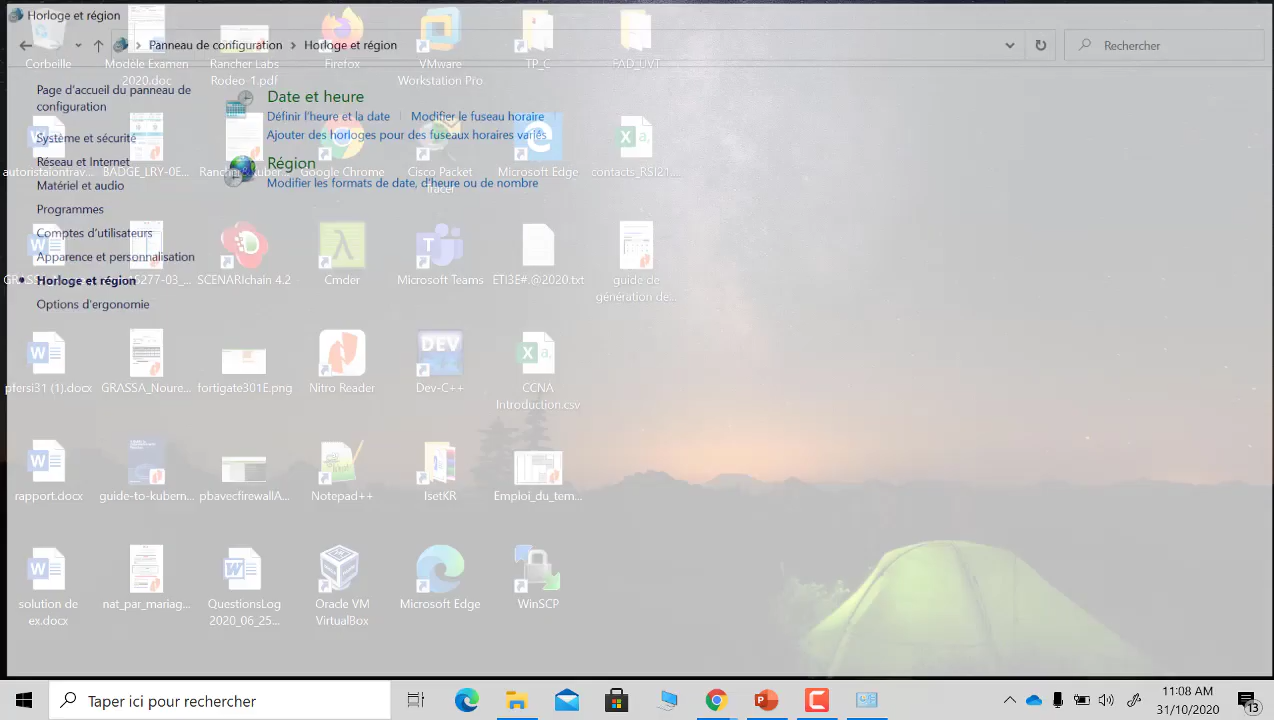 Horloge et région
Panneau de configuration
Horloge et région
Rechercher
Page d'accueil du panneau de
configuration
Système et sécurité
Réseau et Internet
Matériel et audio
Programmes
Comptes d'utilisateurs
Apparence et personnalisation
Horloge et région
Options d'ergonomie
Date et heure
Définir l'heure et la date
Modifier le fuseau horaire
Ajouter des horloges pour des fuseaux horaires variés
Région
Modifier les formats de date, d'heure ou de nombre
Corbeille
Modèle Examen
2020.doc
Rancher Labs
Rodeo_1.pdf
Firefox
VMware
Workstation Pro
TP_C
FAD_UVT
BADGE_LRY-0E...
Google Chrome
Cisco Packet
Tracer
Microsoft Edge
contacts_RSI21....
SCENARIchain 4.2
Cmder
Microsoft Teams
ETI3E#.@2020.txt
guide de
génération de...
pfersi31 (1).docx
GRASSA_Noure...
fortigate301E.png
Nitro Reader
Dev-C++
CCNA
Introduction.csv
rapport.docx
guide-to-kubern...
pbavecfirewallA...
Notepad++
IsetKR
Emploi_du_tem...
solution de
ex.docx
nat_par_mariag...
QuestionsLog
2020_06_25...
Oracle VM
VirtualBox
Microsoft Edge
WinSCP
Taper ici pour rechercher
11:08 AM
31/10/2020
13